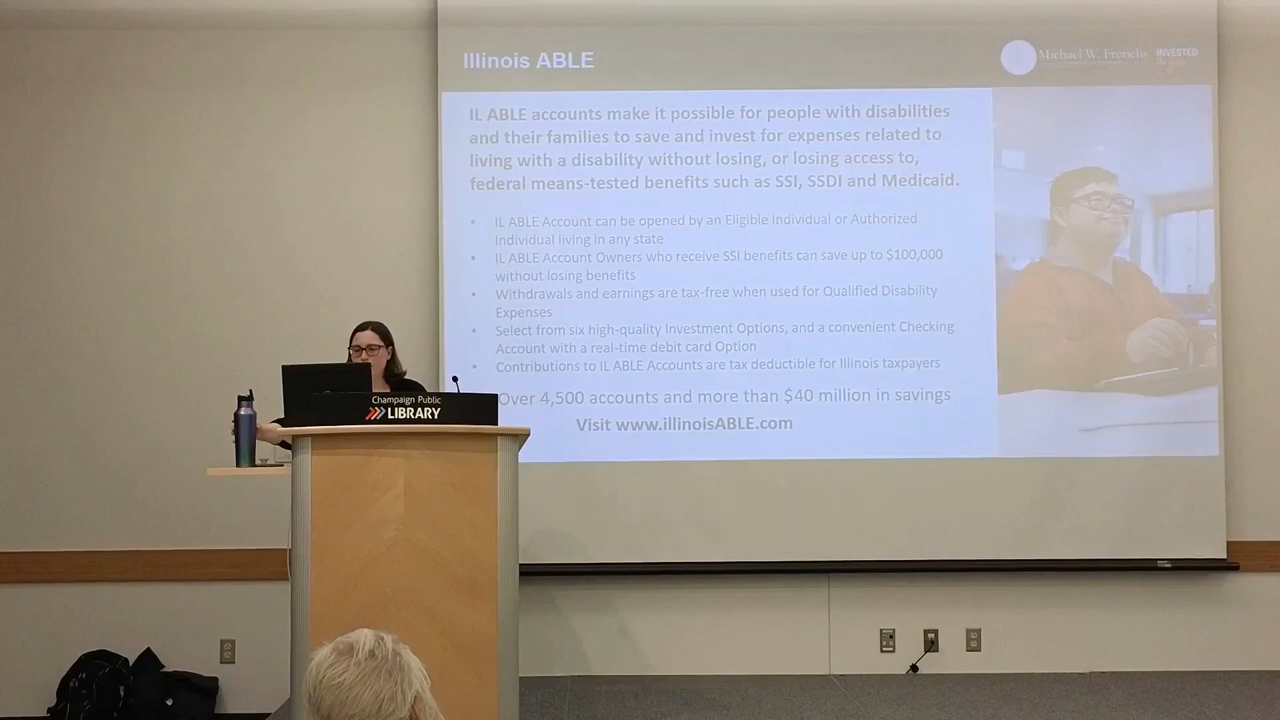 Illinois ABLE
Michael W. Frerichs
INVESTED
IL ABLE accounts make it possible for people with disabilities
and their families to save and invest for expenses related to
living with a disability without losing, or losing access to,
federal means-tested benefits such as SSI, SSDI and Medicaid.
• IL ABLE Account can be opened by an Eligible Individual or Authorized
Individual living in any state
• IL ABLE Account Owners who receive SSI benefits can save up to $100,000
without losing benefits
• Withdrawals and earnings are tax-free when used for Qualified Disability
Expenses
• Select from six high-quality Investment Options, and a convenient Checking
Account with a real-time debit card Option
• Contributions to IL ABLE Accounts are tax deductible for Illinois taxpayers
Over 4,500 accounts and more than $40 million in savings
Visit www.illinoisABLE.com
Champaign Public
LIBRARY